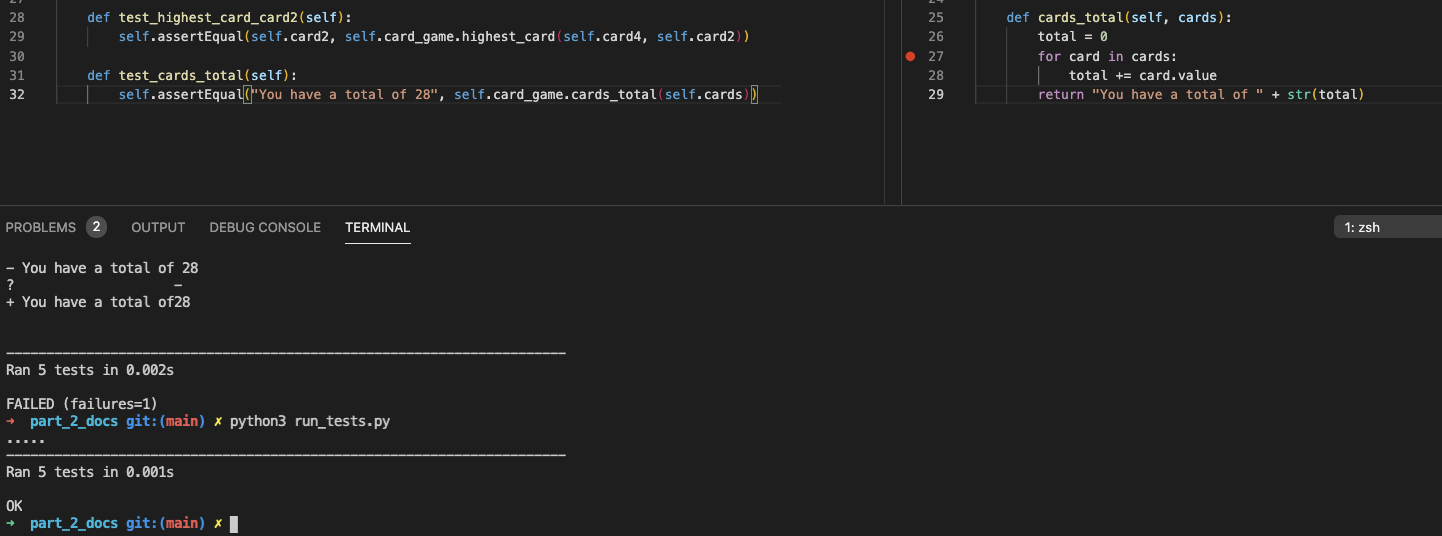 27
28 def test_highest_card_card2(self):
29 self.assertEqual(self.card2, self.card_game.highest_card(self.card4, self.card2))
30
31 def test_cards_total(self):
32 self.assertEqual("You have a total of 28", self.card_game.cards_total(self.cards))
24
25 def cards_total(self, cards):
26 total = 0
27 for card in cards:
28 total += card.value
29 return "You have a total of " + str(total)
PROBLEMS 2 OUTPUT DEBUG CONSOLE TERMINAL 1: zsh
- You have a total of 28
? -
+ You have a total of28
----------------------------------------------------------------------
Ran 5 tests in 0.002s
FAILED (failures=1)
➜ part_2_docs git:(main) ✗ python3 run_tests.py
.....
----------------------------------------------------------------------
Ran 5 tests in 0.001s
OK
➜ part_2_docs git:(main) ✗